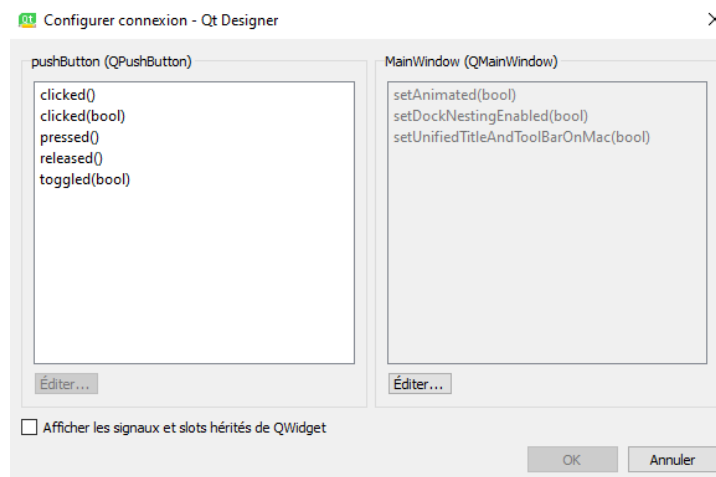 Configurer connexion - Qt Designer
pushButton (QPushButton)
clicked()
clicked(bool)
pressed()
released()
toggled(bool)
Éditer...
MainWindow (QMainWindow)
setAnimated(bool)
setDockNestingEnabled(bool)
setUnifiedTitleAndToolBarOnMac(bool)
Éditer...
Afficher les signaux et slots hérités de QWidget
OK
Annuler